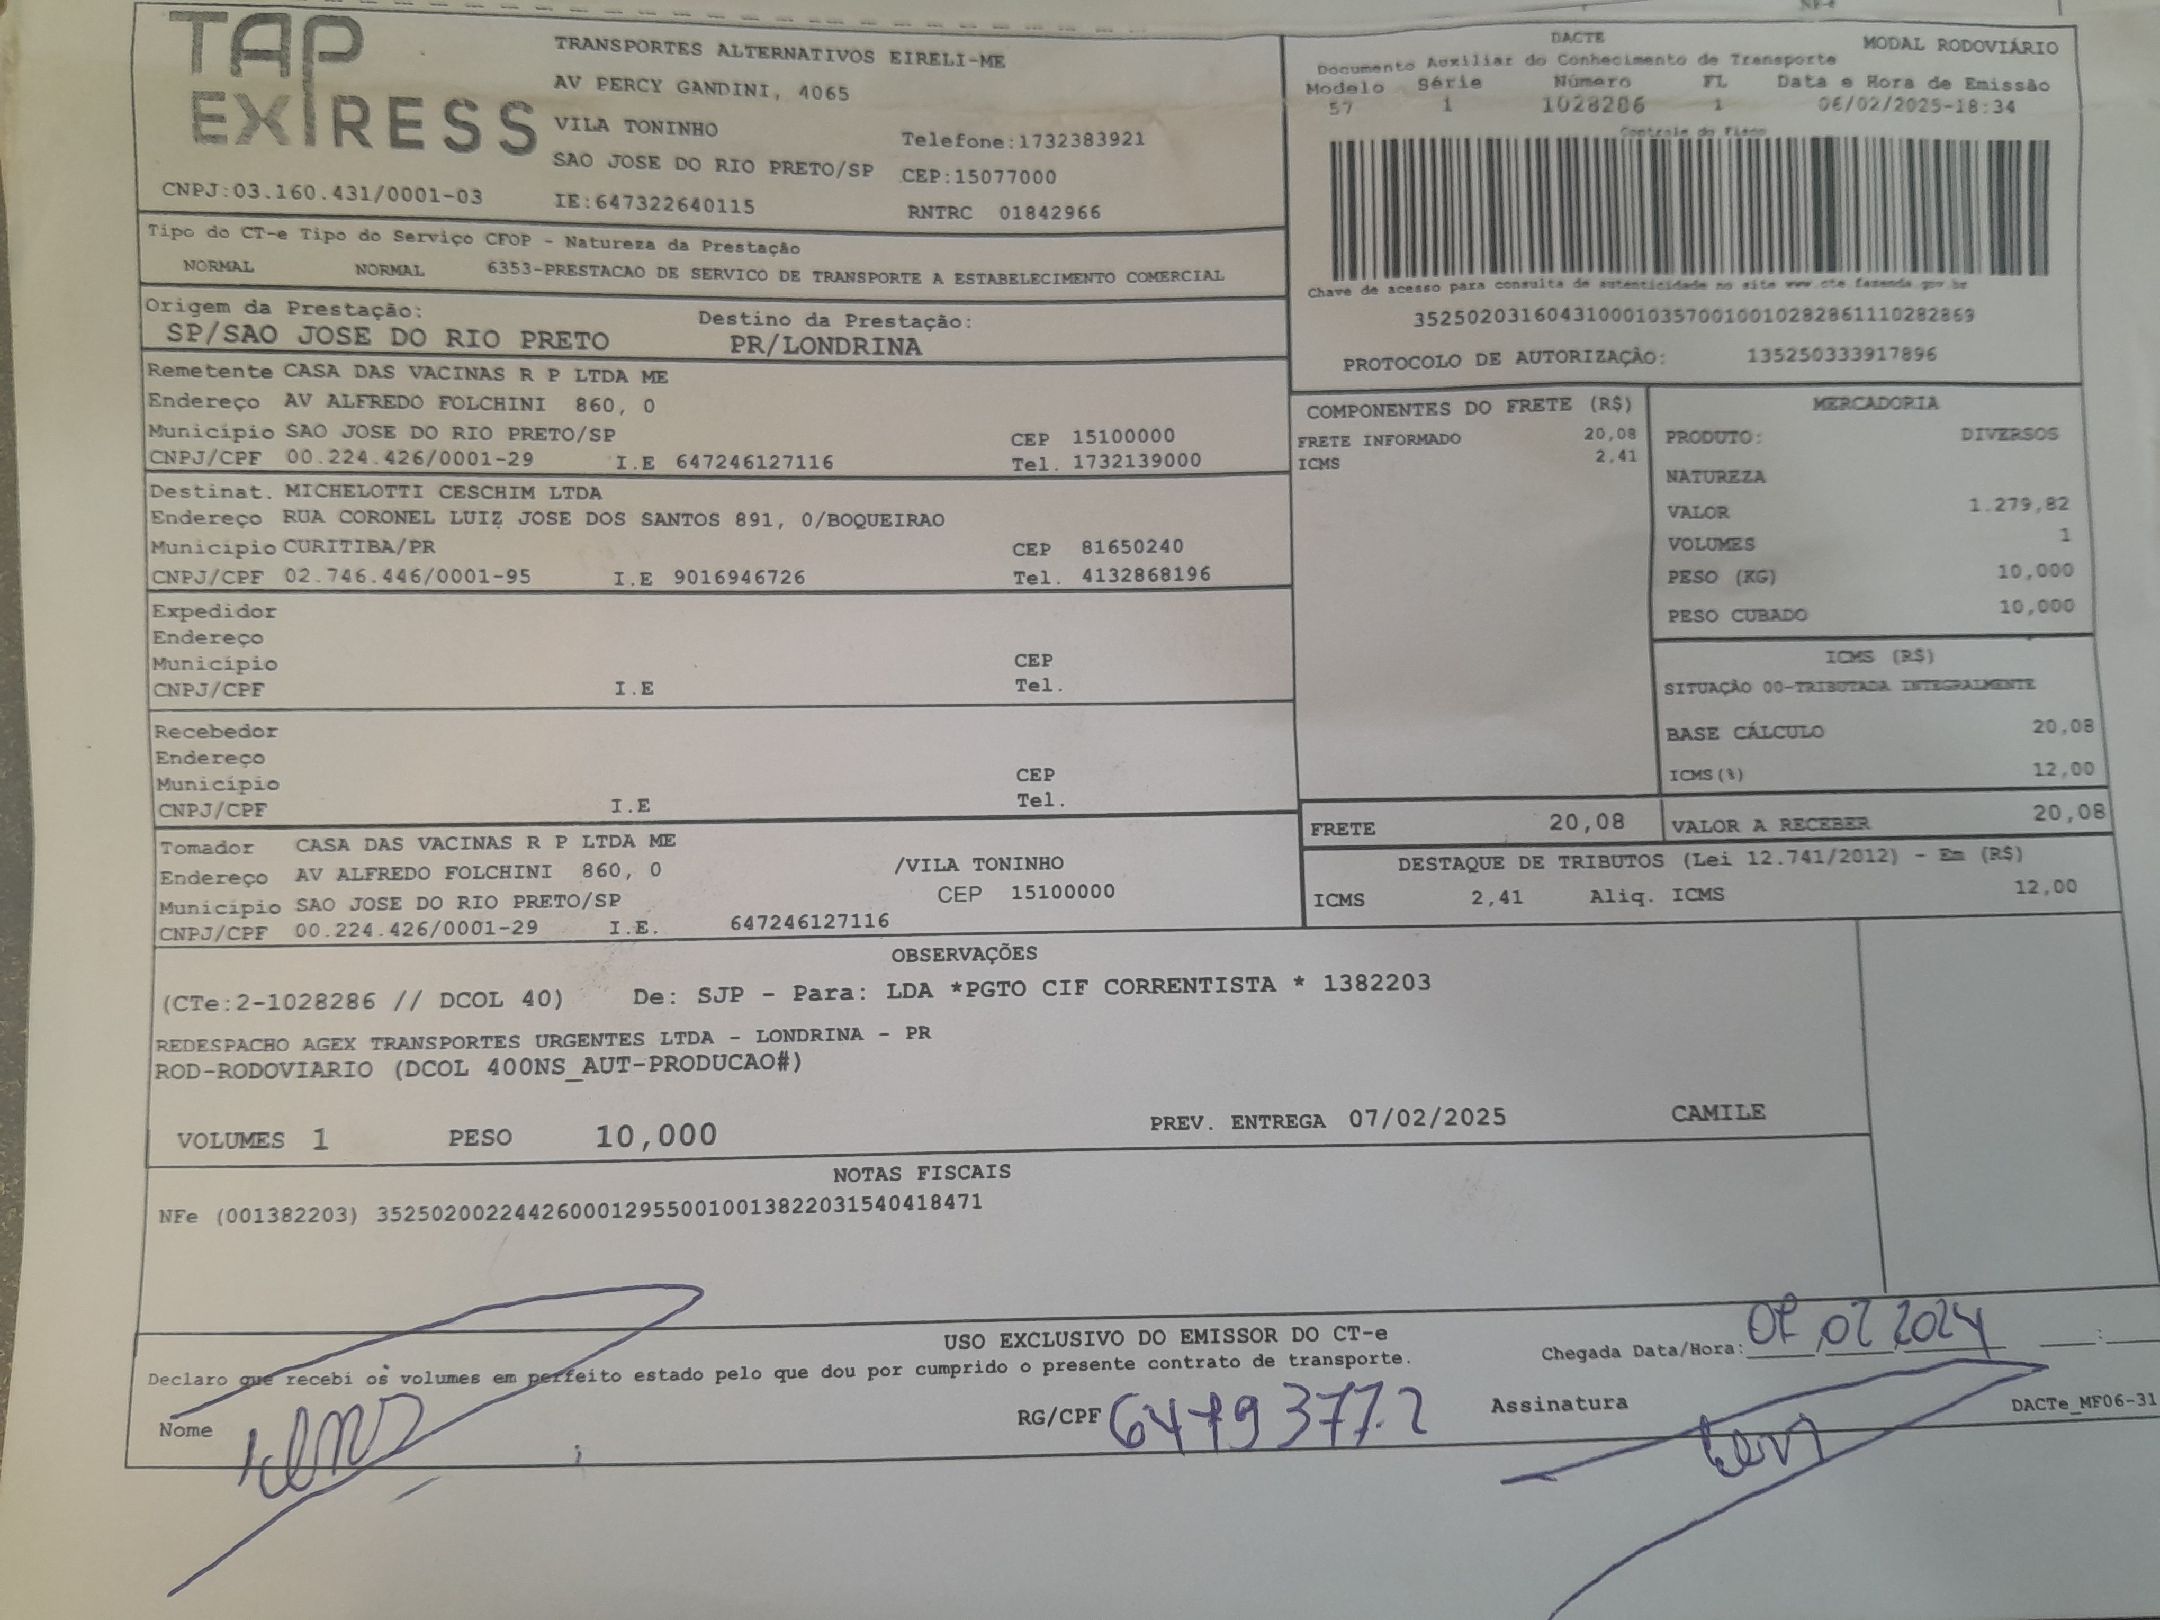 TAP
EXPRESS
TRANSPORTES ALTERNATIVOS EIRELI-ME
AV PERCY GANDINI, 4065
VILA TONINHO
Telefone:1732383921
SAO JOSE DO RIO PRETO/SP
CEP:15077000
CNPJ:03.160.431/0001-03
IE:647322640115
RNTRC 01842966
DACTE
MODAL RODOVIÁRIO
Documento Auxiliar do Conhecimento de Transporte
Modelo Série Número FL Data e Hora de Emissão
57 1 1028286 1 06/02/2025-18:34
Controle do Fisco
Chave de acesso para consulta de autenticidade no site www.cte.fazenda.gov.br
35250203160431000103570010010282861110282869
PROTOCOLO DE AUTORIZAÇÃO: 135250333917896
Tipo do CT-e Tipo do Serviço CFOP - Natureza da Prestação
NORMAL NORMAL 6353-PRESTACAO DE SERVICO DE TRANSPORTE A ESTABELECIMENTO COMERCIAL
Origem da Prestação: Destino da Prestação:
SP/SAO JOSE DO RIO PRETO PR/LONDRINA
Remetente CASA DAS VACINAS R P LTDA ME
Endereço AV ALFREDO FOLCHINI 860, 0
Município SAO JOSE DO RIO PRETO/SP CEP 15100000
CNPJ/CPF 00.224.426/0001-29 I.E 647246127116 Tel. 1732139000
Destinat. MICHELOTTI CESCHIM LTDA
Endereço RUA CORONEL LUIZ JOSE DOS SANTOS 891, 0/BOQUEIRAO
Município CURITIBA/PR CEP 81650240
CNPJ/CPF 02.746.446/0001-95 I.E 9016946726 Tel. 4132868196
Expedidor
Endereço
Município CEP
CNPJ/CPF I.E Tel.
Recebedor
Endereço
Município CEP
CNPJ/CPF I.E Tel.
Tomador CASA DAS VACINAS R P LTDA ME
Endereço AV ALFREDO FOLCHINI 860, 0 /VILA TONINHO
Município SAO JOSE DO RIO PRETO/SP CEP 15100000
CNPJ/CPF 00.224.426/0001-29 I.E. 647246127116
COMPONENTES DO FRETE (R$)
FRETE INFORMADO 20,08
ICMS 2,41
MERCADORIA
PRODUTO: DIVERSOS
NATUREZA
VALOR 1.279,82
VOLUMES 1
PESO (KG) 10,000
PESO CUBADO 10,000
ICMS (R$)
SITUAÇÃO 00-TRIBUTADA INTEGRALMENTE
BASE CÁLCULO 20,08
ICMS(%) 12,00
FRETE 20,08 VALOR A RECEBER 20,08
DESTAQUE DE TRIBUTOS (Lei 12.741/2012) - Em (R$)
ICMS 2,41 Aliq. ICMS 12,00
OBSERVAÇÕES
(CTe:2-1028286 // DCOL 40) De: SJP - Para: LDA *PGTO CIF CORRENTISTA * 1382203
REDESPACHO AGEX TRANSPORTES URGENTES LTDA - LONDRINA - PR
ROD-RODOVIARIO (DCOL 400NS_AUT-PRODUCAO#)
VOLUMES 1 PESO 10,000 PREV. ENTREGA 07/02/2025 CAMILE
NOTAS FISCAIS
NFe (001382203) 35250200224426000129550010013822031540418471
USO EXCLUSIVO DO EMISSOR DO CT-e
Chegada Data/Hora: 02 2024 :
Declaro que recebi os volumes em perfeito estado pelo que dou por cumprido o presente contrato de transporte.
Nome RG/CPF 6479377.2 Assinatura DACTe_MF06-31